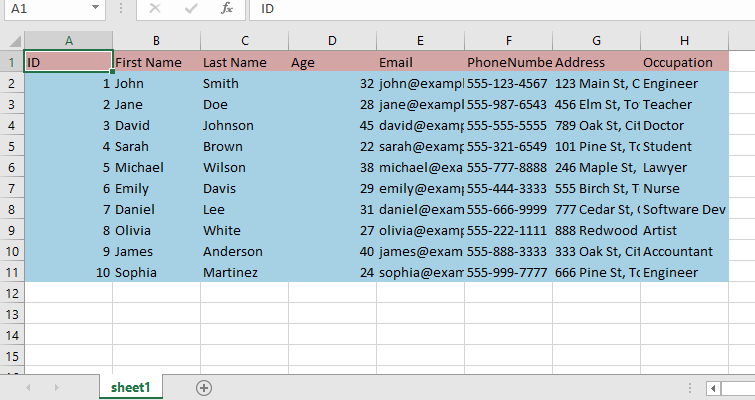 A1 fx ID
A B C D E F G H
1 ID First Name Last Name Age Email PhoneNumbe Address Occupation
2 1 John Smith 32 john@exampl 555-123-4567 123 Main St, C Engineer
3 2 Jane Doe 28 jane@exampl 555-987-6543 456 Elm St, To Teacher
4 3 David Johnson 45 david@examp 555-555-5555 789 Oak St, Cit Doctor
5 4 Sarah Brown 22 sarah@examp 555-321-6549 101 Pine St, To Student
6 5 Michael Wilson 38 michael@exa 555-777-8888 246 Maple St, Lawyer
7 6 Emily Davis 29 emily@examp 555-444-3333 555 Birch St, T Nurse
8 7 Daniel Lee 31 daniel@exam 555-666-9999 777 Cedar St, Software Dev
9 8 Olivia White 27 olivia@examp 555-222-1111 888 Redwood Artist
10 9 James Anderson 40 james@exam 555-888-3333 333 Oak St, Cit Accountant
11 10 Sophia Martinez 24 sophia@exam 555-999-7777 666 Pine St, To Engineer
12
13
14
15
sheet1